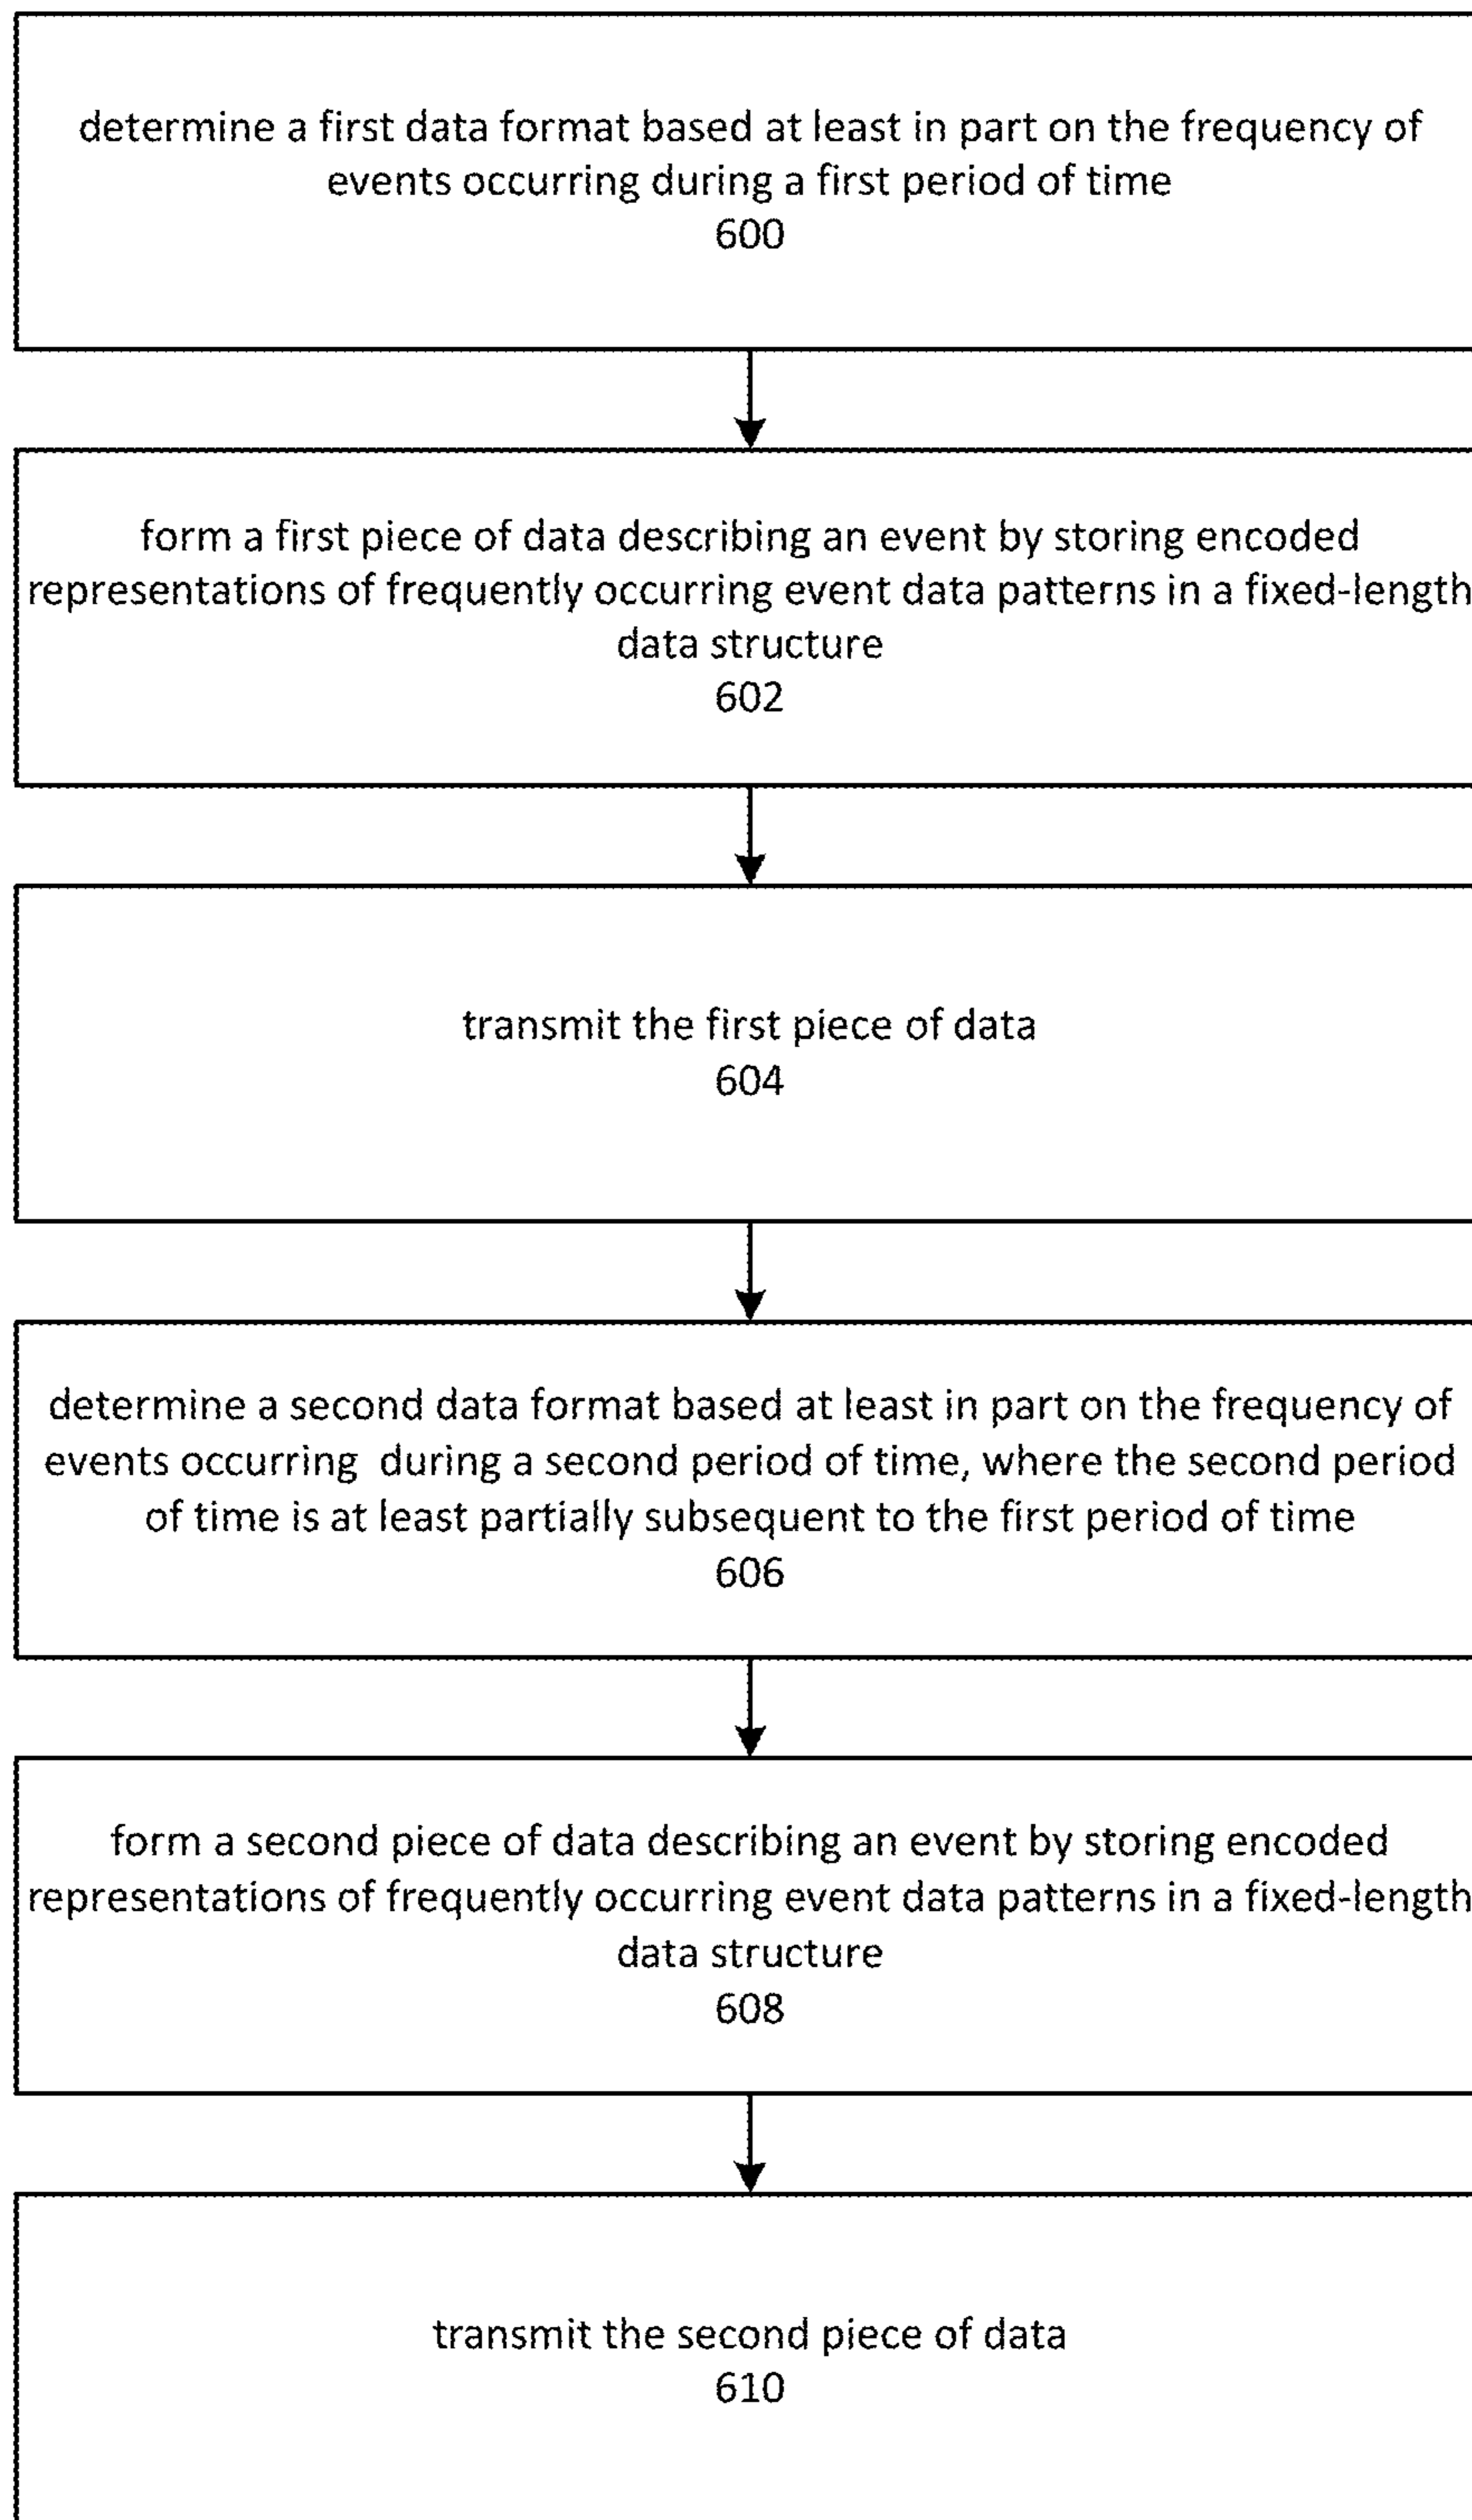 determine a first data format based at least in part on the frequency of
events occurring during a first period of time
600
form a first piece of data describing an event by storing encoded
representations of frequently occurring event data patterns in a fixed-length
data structure
602
transmit the first piece of data
604
determine a second data format based at least in part on the frequency of
events occurring during a second period of time, where the second period
of time is at least partially subsequent to the first period of time
606
form a second piece of data describing an event by storing encoded
representations of frequently occurring event data patterns in a fixed-length
data structure
608
transmit the second piece of data
610